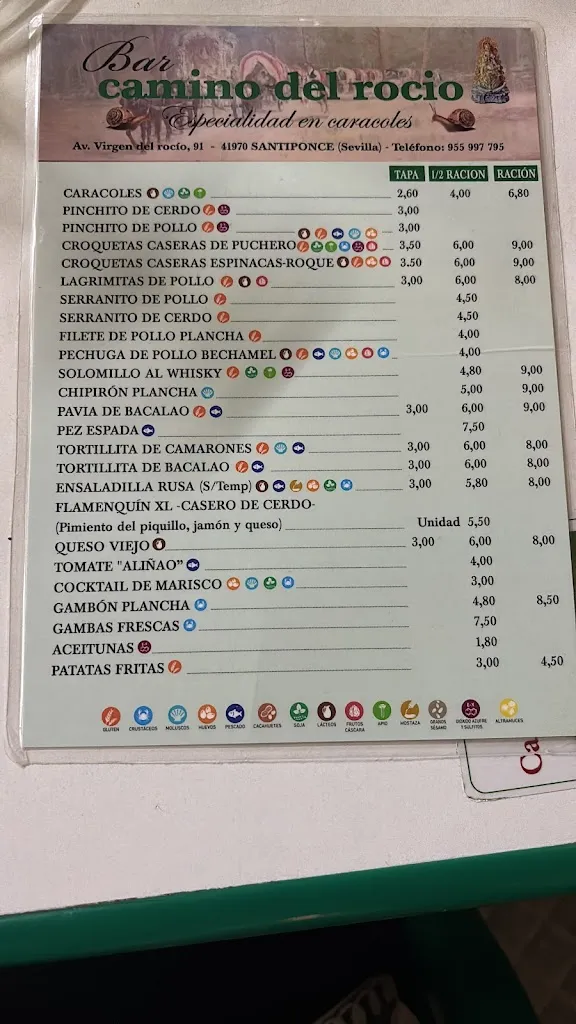 Bar
camino del rocio
Especialidad en caracoles
Av. Virgen del rocío, 91 - 41970 SANTIPONCE (Sevilla) - Teléfono: 955 997 795
TAPA 1/2 RACION RACIÓN
CARACOLES 2,60 4,00 6,80
PINCHITO DE CERDO 3,00
PINCHITO DE POLLO 3,00
CROQUETAS CASERAS DE PUCHERO 3,50 6,00 9,00
CROQUETAS CASERAS ESPINACAS-ROQUE 3.50 6,00 9,00
LAGRIMITAS DE POLLO 3,00 6,00 8,00
SERRANITO DE POLLO 4,50
SERRANITO DE CERDO 4,50
FILETE DE POLLO PLANCHA 4,00
PECHUGA DE POLLO BECHAMEL 4,00
SOLOMILLO AL WHISKY 4,80 9,00
CHIPIRÓN PLANCHA 5,00 9,00
PAVIA DE BACALAO 3,00 6,00 9,00
PEZ ESPADA 7,50
TORTILLITA DE CAMARONES 3,00 6,00 8,00
TORTILLITA DE BACALAO 3,00 6,00 8,00
ENSALADILLA RUSA (S/Temp) 3,00 5,80 8,00
FLAMENQUÍN XL -CASERO DE CERDO-
(Pimiento del piquillo, jamón y queso) Unidad 5,50
QUESO VIEJO 3,00 6,00 8,00
TOMATE "ALIÑAO" 4,00
COCKTAIL DE MARISCO 3,00
GAMBÓN PLANCHA 4,80 8,50
GAMBAS FRESCAS 7,50
ACEITUNAS 1,80
PATATAS FRITAS 3,00 4,50
GLUTEN CRUSTÁCEOS MOLUSCOS HUEVOS PESCADO CACAHUETES SOJA LÁCTEOS FRUTOS CÁSCARA APIO MOSTAZA GRANOS SÉSAMO DIOXIDO AZUFRE Y SULFITOS ALTRAMUCES
Ca